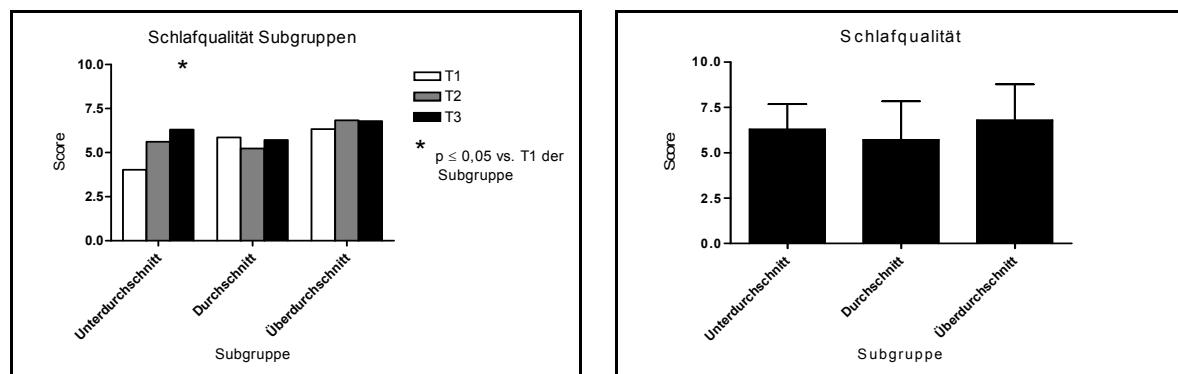 Schlafqualität Subgruppen
*
10.0
7.5
5.0
2.5
0.0
Score
Unterdurchschnitt
Durchschnitt
Überdurchschnitt
Subgruppe
T1
T2
T3
* p ≤ 0,05 vs. T1 der
Subgruppe
Schlafqualität
10.0
7.5
5.0
2.5
0.0
Score
Unterdurchschnitt
Durchschnitt
Überdurchschnitt
Subgruppe